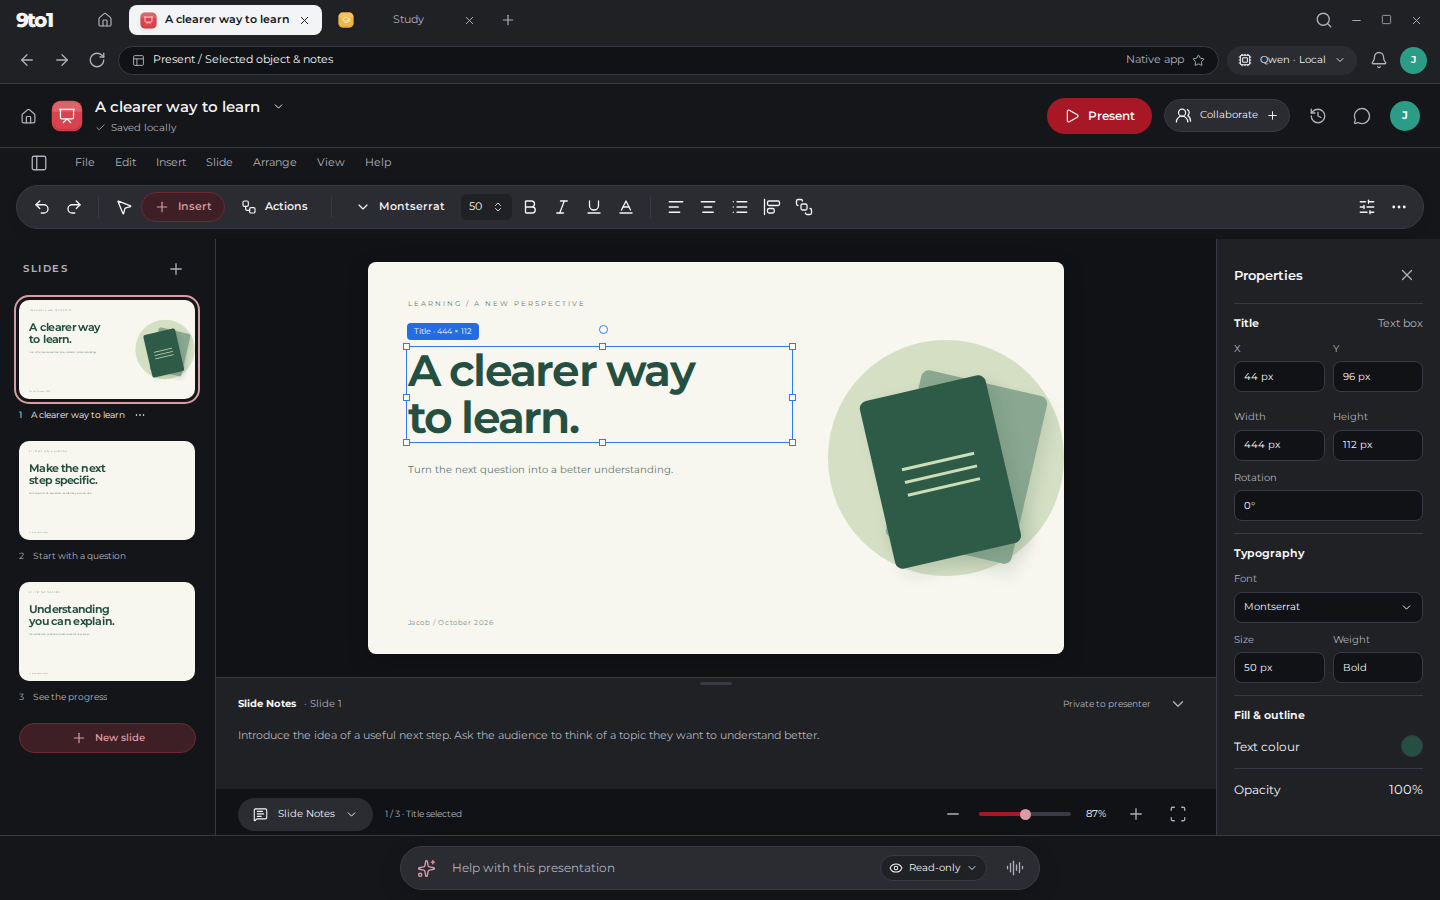 9to1
A clearer way to learn
Study
Present / Selected object & notes
Native app
Qwen · Local
J
A clearer way to learn
Saved locally
Present
Collaborate
J
File
Edit
Insert
Slide
Arrange
View
Help
Insert
Actions
Montserrat
50
SLIDES
A clearer way
to learn.
1
A clearer way to learn
Make the next
step specific.
2
Start with a question
Understanding
you can explain.
3
See the progress
New slide
LEARNING / A NEW PERSPECTIVE
Title · 444 × 112
A clearer way
to learn.
Turn the next question into a better understanding.
Jacob / October 2026
Slide Notes · Slide 1
Private to presenter
Introduce the idea of a useful next step. Ask the audience to think of a topic they want to understand better.
Slide Notes
1 / 3 · Title selected
87%
Properties
Title
Text box
X
Y
44 px
96 px
Width
Height
444 px
112 px
Rotation
0°
Typography
Font
Montserrat
Size
Weight
50 px
Bold
Fill & outline
Text colour
Opacity
100%
Help with this presentation
Read-only